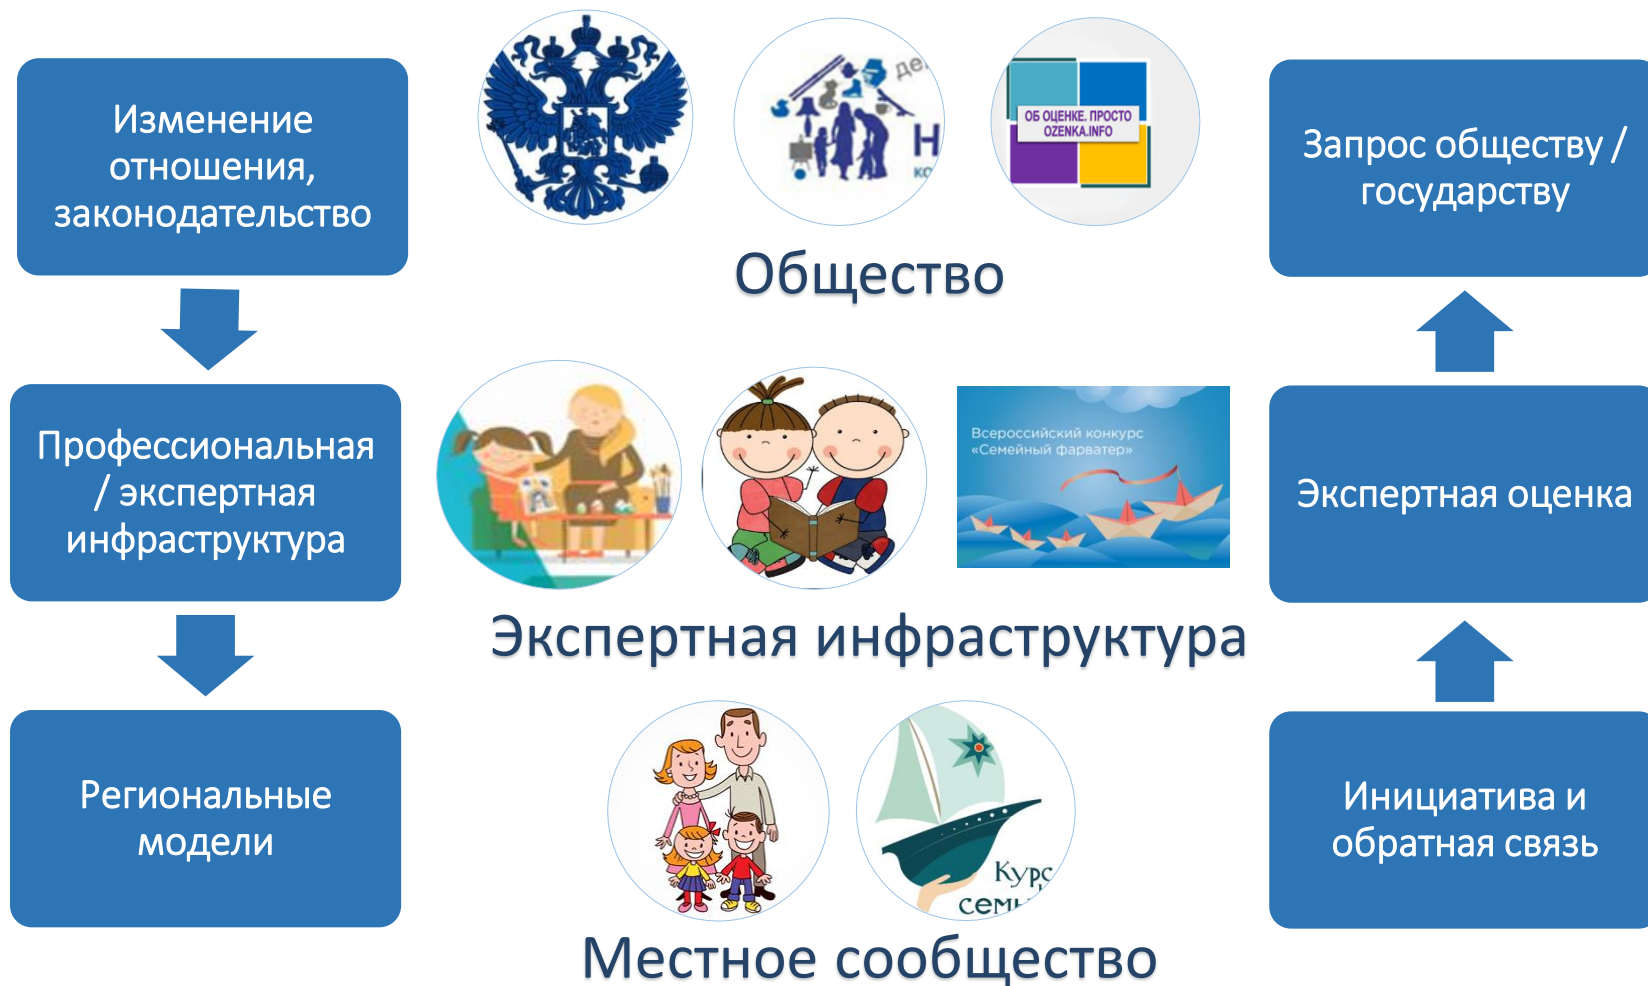 Изменение
отношения,
законодательство
Профессиональная
/ экспертная
инфраструктура
Региональные
модели
ОБ ОЦЕНКЕ. ПРОСТО
OZENKA.INFO
Общество
Всероссийский конкурс
«Семейный фарватер»
Экспертная инфраструктура
Курс
Местное сообщество
Запрос обществу /
государству
Экспертная оценка
Инициатива и
обратная связь